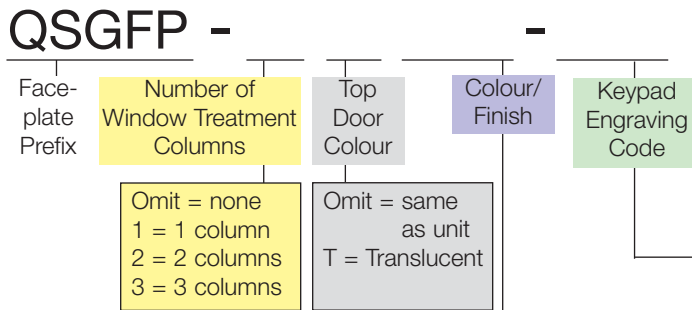 QSGFP - -
Face-
plate
Prefix
Number of
Window Treatment
Columns
Top
Door
Colour
Colour/
Finish
Keypad
Engraving
Code
Omit = none
1 = 1 column
2 = 2 columns
3 = 3 columns
Omit = same
as unit
T = Translucent